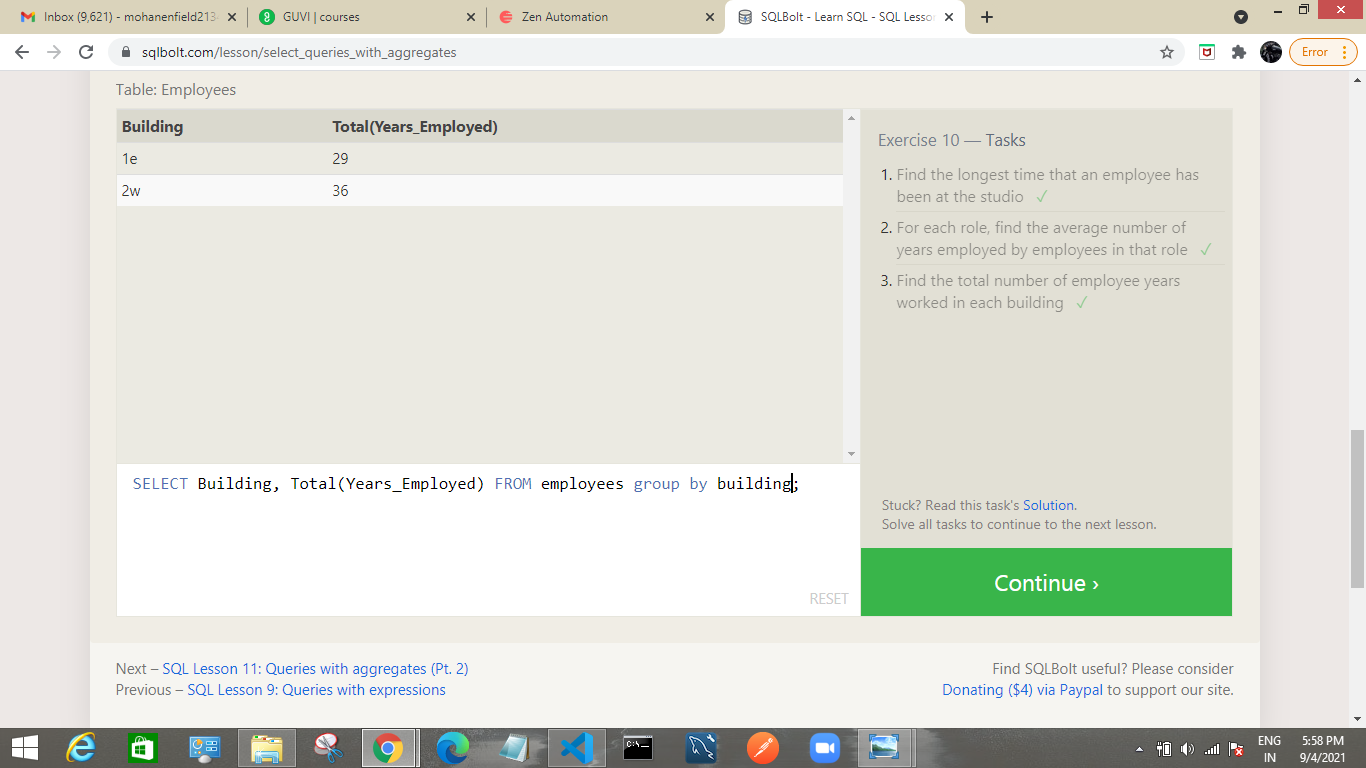 Inbox (9,621) - mohanenfield213
GUVI | courses
Zen Automation
SQLBolt - Learn SQL - SQL Lesso
sqlbolt.com/lesson/select_queries_with_aggregates
Error
Table: Employees
Building Total(Years_Employed)
1e 29
2w 36
Exercise 10 — Tasks
1. Find the longest time that an employee has
been at the studio ✓
2. For each role, find the average number of
years employed by employees in that role ✓
3. Find the total number of employee years
worked in each building ✓
SELECT Building, Total(Years_Employed) FROM employees group by building;
RESET
Stuck? Read this task's Solution.
Solve all tasks to continue to the next lesson.
Continue ›
Next – SQL Lesson 11: Queries with aggregates (Pt. 2)
Previous – SQL Lesson 9: Queries with expressions
Find SQLBolt useful? Please consider
Donating ($4) via Paypal to support our site.
ENG
IN
5:58 PM
9/4/2021